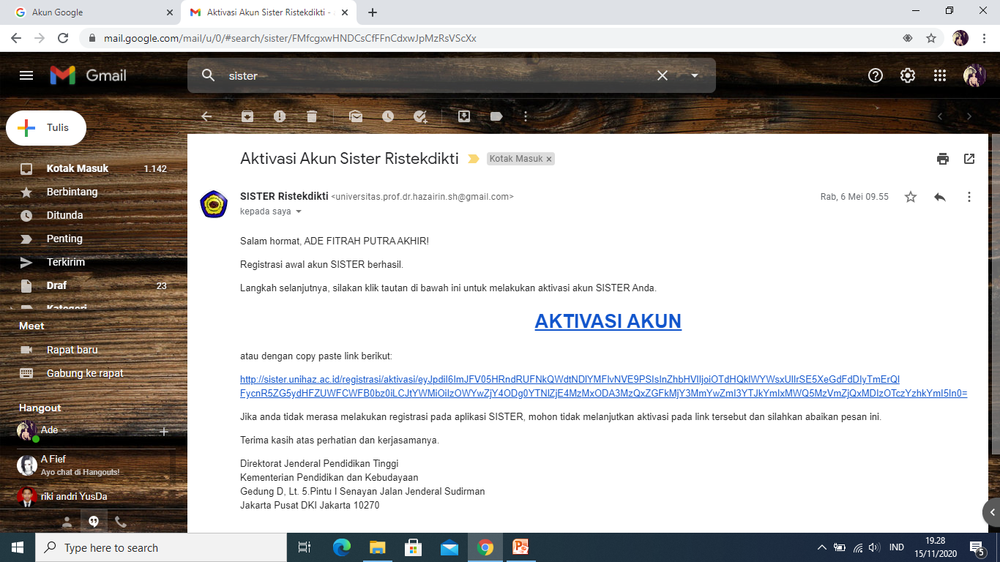 Akun Google
Aktivasi Akun Sister Ristekdikti -
mail.google.com/mail/u/0/#search/sister/FMfcgxwHNDCsCfFFnCdxwJpMzRsVScXx
Gmail
sister
Tulis
Kotak Masuk 1.142
Berbintang
Ditunda
Penting
Terkirim
Draf 23
Kategori
Meet
Rapat baru
Gabung ke rapat
Hangout
Ade
A Fief
Ayo chat di Hangouts!
riki andri YusDa
Aktivasi Akun Sister Ristekdikti
Kotak Masuk ×
SISTER Ristekdikti <universitas.prof.dr.hazairin.sh@gmail.com>
Rab, 6 Mei 09.55
kepada saya
Salam hormat, ADE FITRAH PUTRA AKHIR!
Registrasi awal akun SISTER berhasil.
Langkah selanjutnya, silakan klik tautan di bawah ini untuk melakukan aktivasi akun SISTER Anda.
AKTIVASI AKUN
atau dengan copy paste link berikut:
http://sister.unihaz.ac.id/registrasi/aktivasi/
Jika anda tidak merasa melakukan registrasi pada aplikasi SISTER, mohon tidak melanjutkan aktivasi pada link tersebut dan silahkan abaikan pesan ini.
Terima kasih atas perhatian dan kerjasamanya.
Direktorat Jenderal Pendidikan Tinggi
Kementerian Pendidikan dan Kebudayaan
Gedung D, Lt. 5.Pintu I Senayan Jalan Jenderal Sudirman
Jakarta Pusat DKI Jakarta 10270
Type here to search
IND
19.28
15/11/2020
5